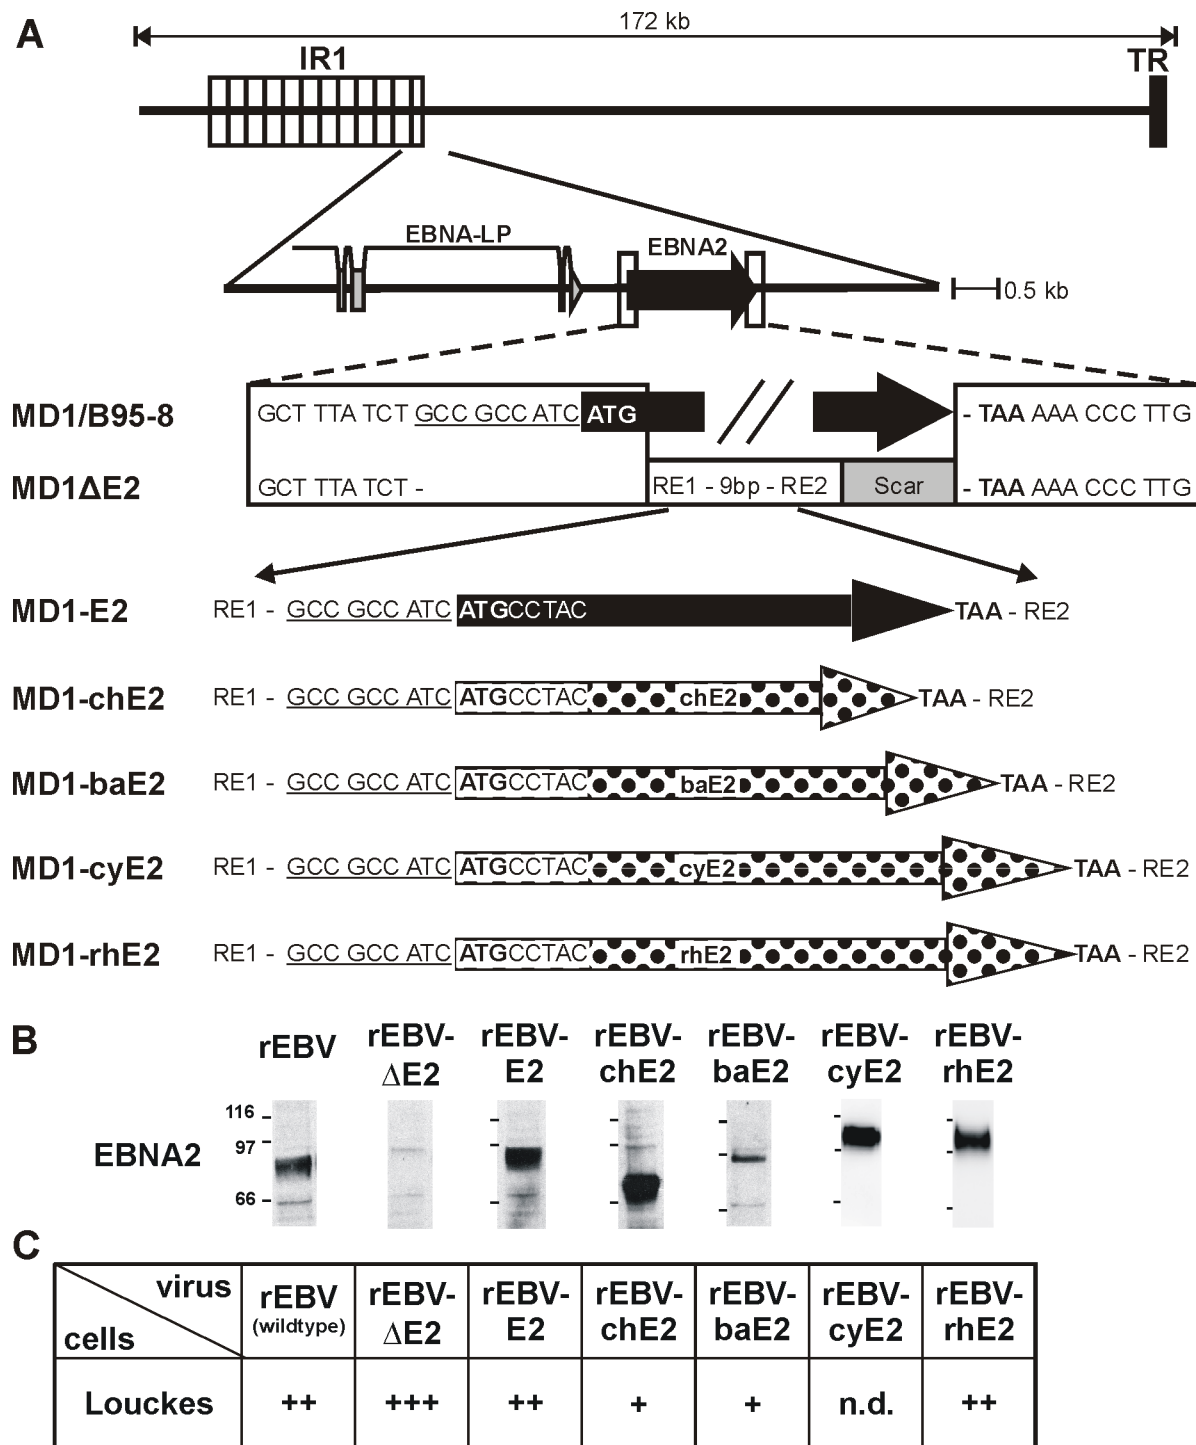 A
172 kb
IR1
TR
EBNA-LP
EBNA2
0.5 kb
MD1/B95-8
GCT TTA TCT GCC GCC ATC ATG
- TAA AAA CCC TTG
MD1ΔE2
GCT TTA TCT -
RE1 - 9bp - RE2
Scar
- TAA AAA CCC TTG
MD1-E2
RE1 - GCC GCC ATC ATGCCTAC
TAA - RE2
MD1-chE2
RE1 - GCC GCC ATC ATGCCTAC chE2 TAA - RE2
MD1-baE2
RE1 - GCC GCC ATC ATGCCTAC baE2 TAA - RE2
MD1-cyE2
RE1 - GCC GCC ATC ATGCCTAC cyE2 TAA - RE2
MD1-rhE2
RE1 - GCC GCC ATC ATGCCTAC rhE2 TAA - RE2
B
rEBV
rEBV-
ΔE2
rEBV-
E2
rEBV-
chE2
rEBV-
baE2
rEBV-
cyE2
rEBV-
rhE2
EBNA2
116
97
66
C
virus
cells
rEBV
(wildtype)
rEBV-
ΔE2
rEBV-
E2
rEBV-
chE2
rEBV-
baE2
rEBV-
cyE2
rEBV-
rhE2
Louckes ++ +++ ++ + + n.d. ++